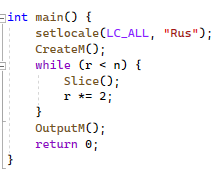 int main() {
    setlocale(LC_ALL, "Rus");
    CreateM();
    while (r < n) {
        Slice();
        r *= 2;
    }
    OutputM();
    return 0;
}